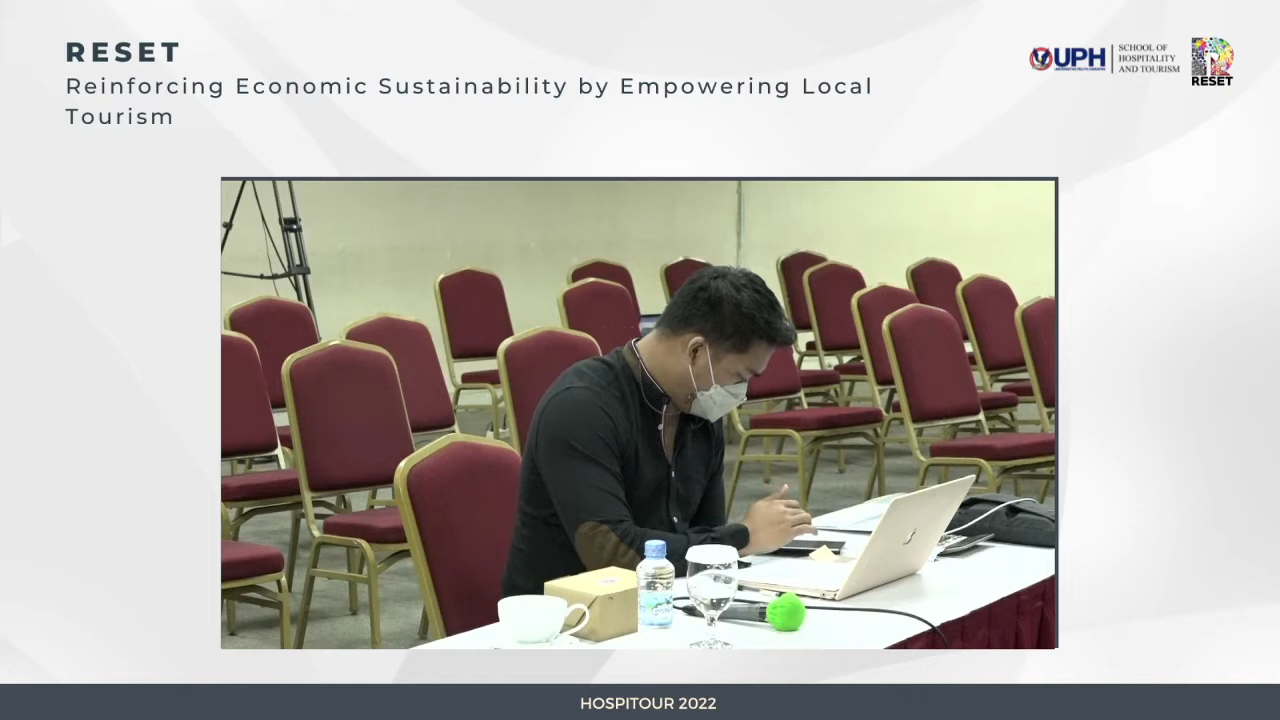 RESET
Reinforcing Economic Sustainability by Empowering Local
Tourism
UPH
SCHOOL OF
HOSPITALITY
AND TOURISM
RESET
HOSPITOUR 2022